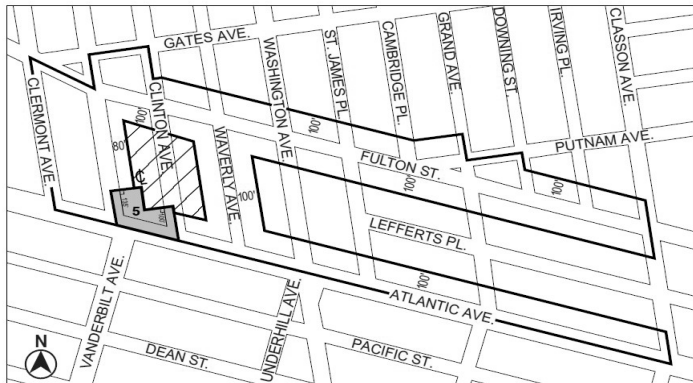 GATES AVE.
CLERMONT AVE.
CLINTON AVE.
WASHINGTON AVE.
ST. JAMES PL.
CAMBRIDGE PL.
GRAND AVE.
DOWNING ST.
IRVING PL.
CLASSON AVE.
PUTNAM AVE.
100'
80'
WAVERLY AVE.
100'
100'
FULTON ST.
100'
100'
5
LEFFERTS PL.
100'
ATLANTIC AVE.
VANDERBILT AVE.
UNDERHILL AVE.
DEAN ST.
PACIFIC ST.
N